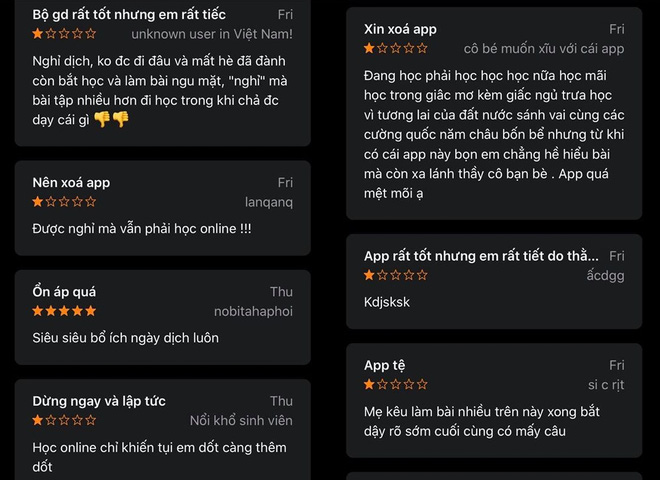 Bộ gd rất tốt nhưng em rất tiếc
Fri
unknown user in Việt Nam!
Nghỉ dịch, ko đc đi đâu và mất hè đã đành
còn bắt học và làm bài ngu mặt, "nghỉ" mà
bài tập nhiều hơn đi học trong khi chả đc
dạy cái gì 👎👎
Nên xoá app
Fri
lanqanq
Được nghỉ mà vẫn phải học online !!!
Ổn áp quá
Thu
nobitahaphoi
Siêu siêu bổ ích ngày dịch luôn
Dừng ngay và lập tức
Thu
Nổi khổ sinh viên
Học online chỉ khiến tụi em dốt càng thêm
dốt
Xin xoá app
Fri
cô bé muốn xĩu với cái app
Đang học phải học học học nữa học mãi
học trong giâc mơ kèm giấc ngủ trưa học
vì tương lai của đất nước sánh vai cùng các
cường quốc năm châu bốn bể nhưng từ khi
có cái app này bọn em chẳng hề hiểu bài
mà còn xa lánh thầy cô bạn bè . App quá
mệt mõi ạ
App rất tốt nhưng em rất tiết do thằ...
Fri
ấcdgg
Kdjsksk
App tệ
Fri
si c rịt
Mẹ kêu làm bài nhiều trên này xong bắt
dậy rõ sớm cuối cùng có mấy câu